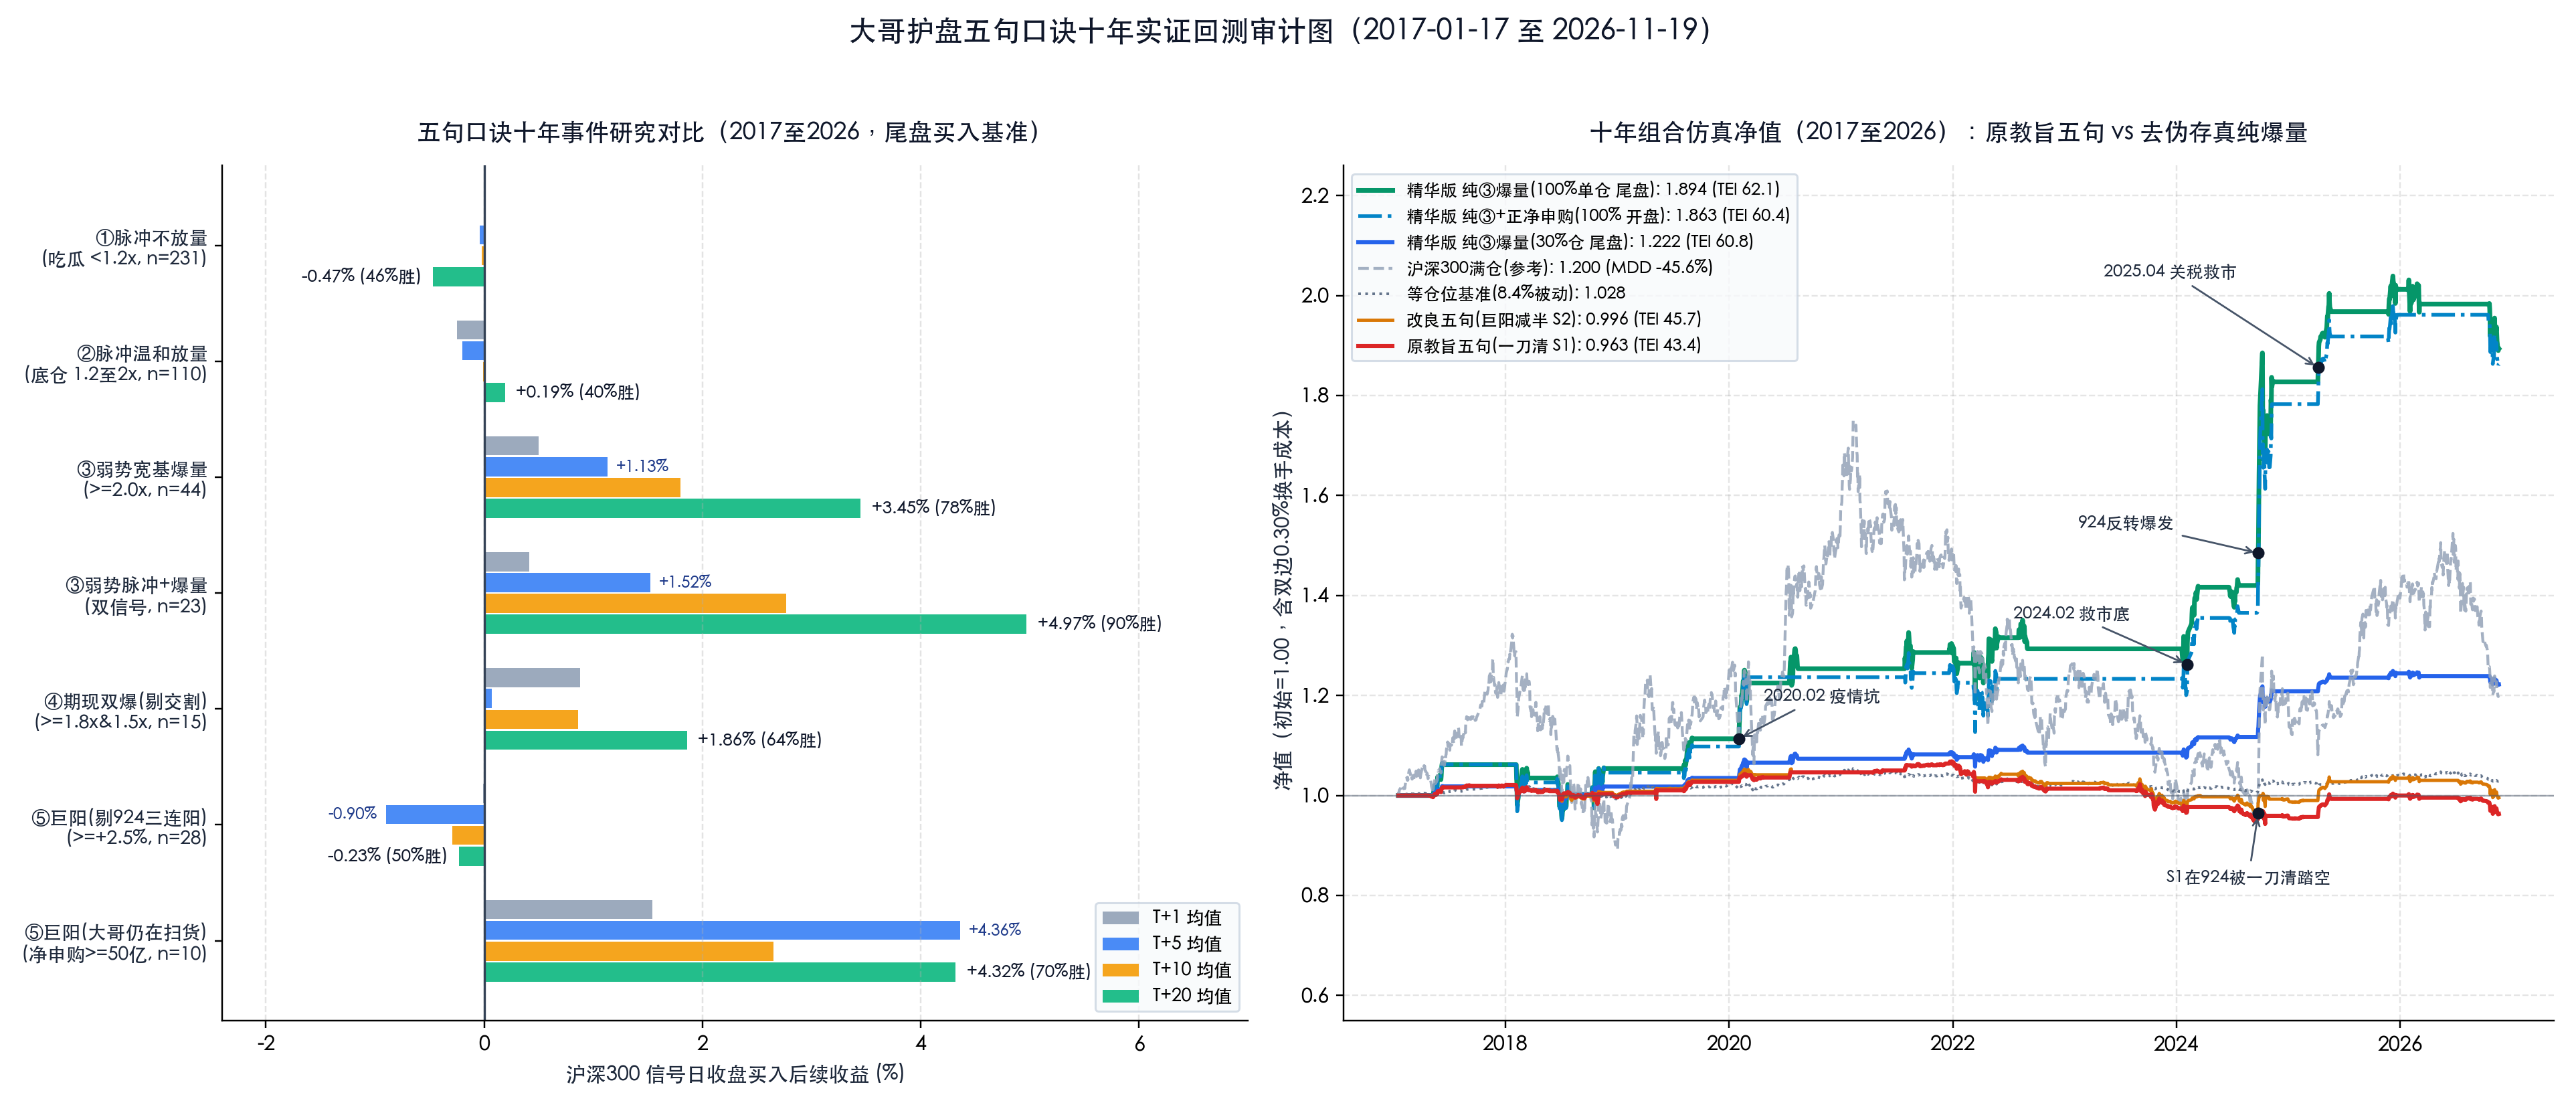 大哥护盘五句口诀十年实证回测审计图（2017-01-17 至 2026-11-19）
五句口诀十年事件研究对比（2017至2026，尾盘买入基准）
①脉冲不放量
(吃瓜 <1.2x, n=231)
-0.47% (46%胜)
②脉冲温和放量
(底仓 1.2至2x, n=110)
+0.19% (40%胜)
③弱势宽基爆量
(>=2.0x, n=44)
+1.13%
+3.45% (78%胜)
③弱势脉冲+爆量
(双信号, n=23)
+1.52%
+4.97% (90%胜)
④期现双爆(剔交割)
(>=1.8x&1.5x, n=15)
+1.86% (64%胜)
⑤巨阳(剔924三连阳)
(>=+2.5%, n=28)
-0.90%
-0.23% (50%胜)
⑤巨阳(大哥仍在扫货)
(净申购>=50亿, n=10)
+4.36%
+4.32% (70%胜)
T+1 均值
T+5 均值
T+10 均值
T+20 均值
-2
0
2
4
6
沪深300 信号日收盘买入后续收益 (%)
十年组合仿真净值（2017至2026）：原教旨五句 vs 去伪存真纯爆量
精华版 纯③爆量(100%单仓 尾盘): 1.894 (TEI 62.1)
精华版 纯③+正净申购(100% 开盘): 1.863 (TEI 60.4)
精华版 纯③爆量(30%仓 尾盘): 1.222 (TEI 60.8)
沪深300满仓(参考): 1.200 (MDD -45.6%)
等仓位基准(8.4%被动): 1.028
改良五句(巨阳减半 S2): 0.996 (TEI 45.7)
原教旨五句(一刀清 S1): 0.963 (TEI 43.4)
净值（初始=1.00，含双边0.30%换手成本）
2.2
2.0
1.8
1.6
1.4
1.2
1.0
0.8
0.6
2025.04 关税救市
924反转爆发
2024.02 救市底
2020.02 疫情坑
S1在924被一刀清踏空
2018
2020
2022
2024
2026